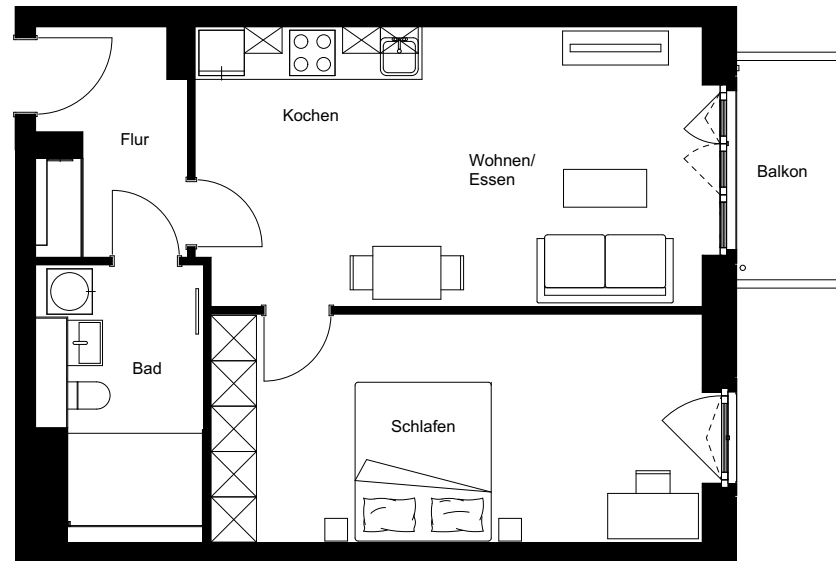 Kochen
Flur
Wohnen/
Essen
Balkon
Bad
Schlafen